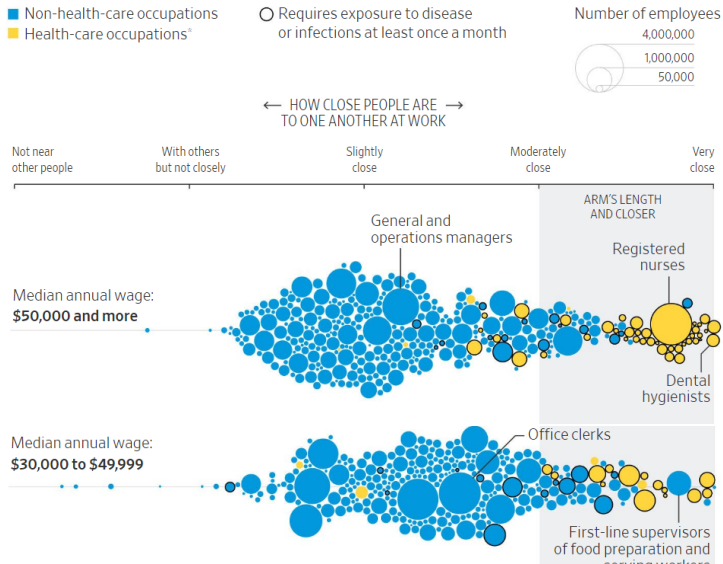 Non-health-care occupations
Health-care occupations*
Requires exposure to disease
or infections at least once a month
Number of employees
4,000,000
1,000,000
50,000
← HOW CLOSE PEOPLE ARE →
TO ONE ANOTHER AT WORK
Not near
other people
With others
but not closely
Slightly
close
Moderately
close
Very
close
ARM'S LENGTH
AND CLOSER
General and
operations managers
Registered
nurses
Median annual wage:
$50,000 and more
Dental
hygienists
Median annual wage:
$30,000 to $49,999
Office clerks
First-line supervisors
of food preparation and
serving workers